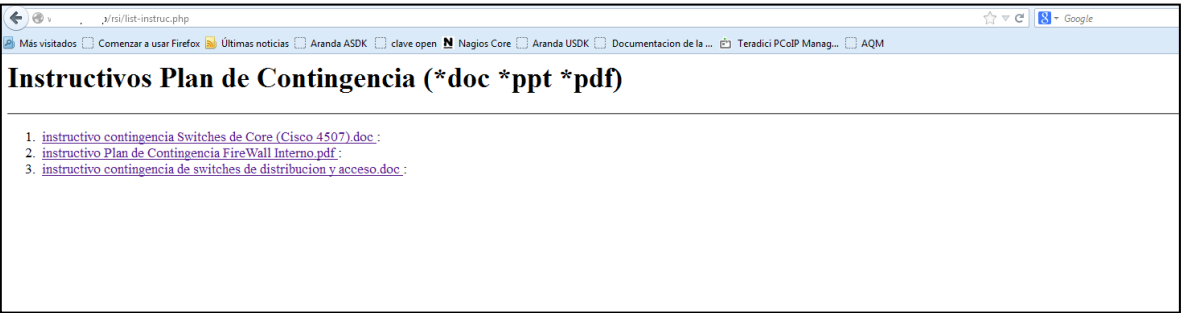 /rsi/list-instruc.php Google
Más visitados Comenzar a usar Firefox Últimas noticias Aranda ASDK clave open N Nagios Core Aranda USDK Documentacion de la ... Teradici PCoIP Manag... AQM
Instructivos Plan de Contingencia (*doc *ppt *pdf)
1. instructivo contingencia Switches de Core (Cisco 4507).doc :
2. instructivo Plan de Contingencia FireWall Interno.pdf :
3. instructivo contingencia de switches de distribucion y acceso.doc :